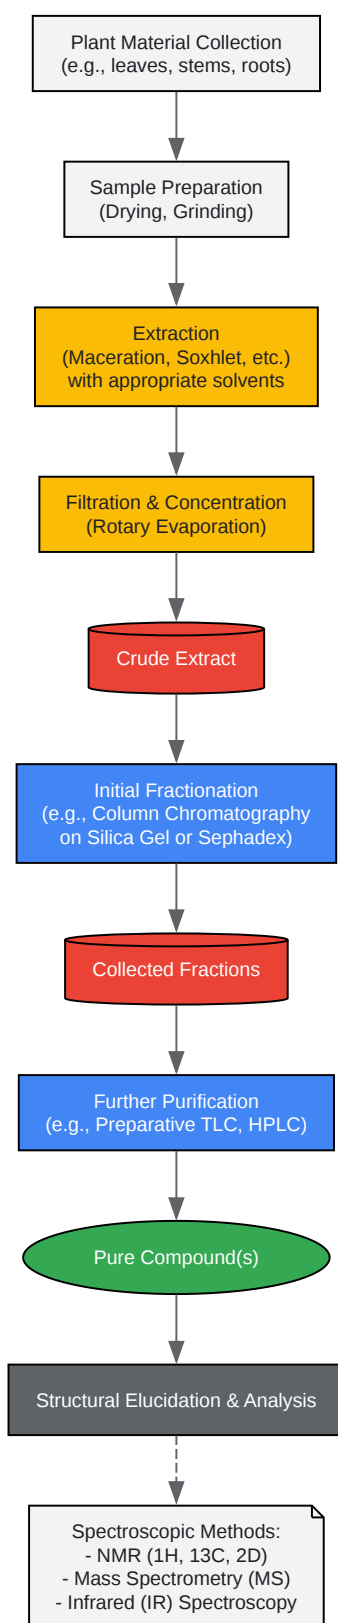 Plant Material Collection
(e.g., leaves, stems, roots)
Sample Preparation
(Drying, Grinding)
Extraction
(Maceration, Soxhlet, etc.)
with appropriate solvents
Filtration & Concentration
(Rotary Evaporation)
Crude Extract
Initial Fractionation
(e.g., Column Chromatography
on Silica Gel or Sephadex)
Collected Fractions
Further Purification
(e.g., Preparative TLC, HPLC)
Pure Compound(s)
Structural Elucidation & Analysis
Spectroscopic Methods:
- NMR (1H, 13C, 2D)
- Mass Spectrometry (MS)
- Infrared (IR) Spectroscopy